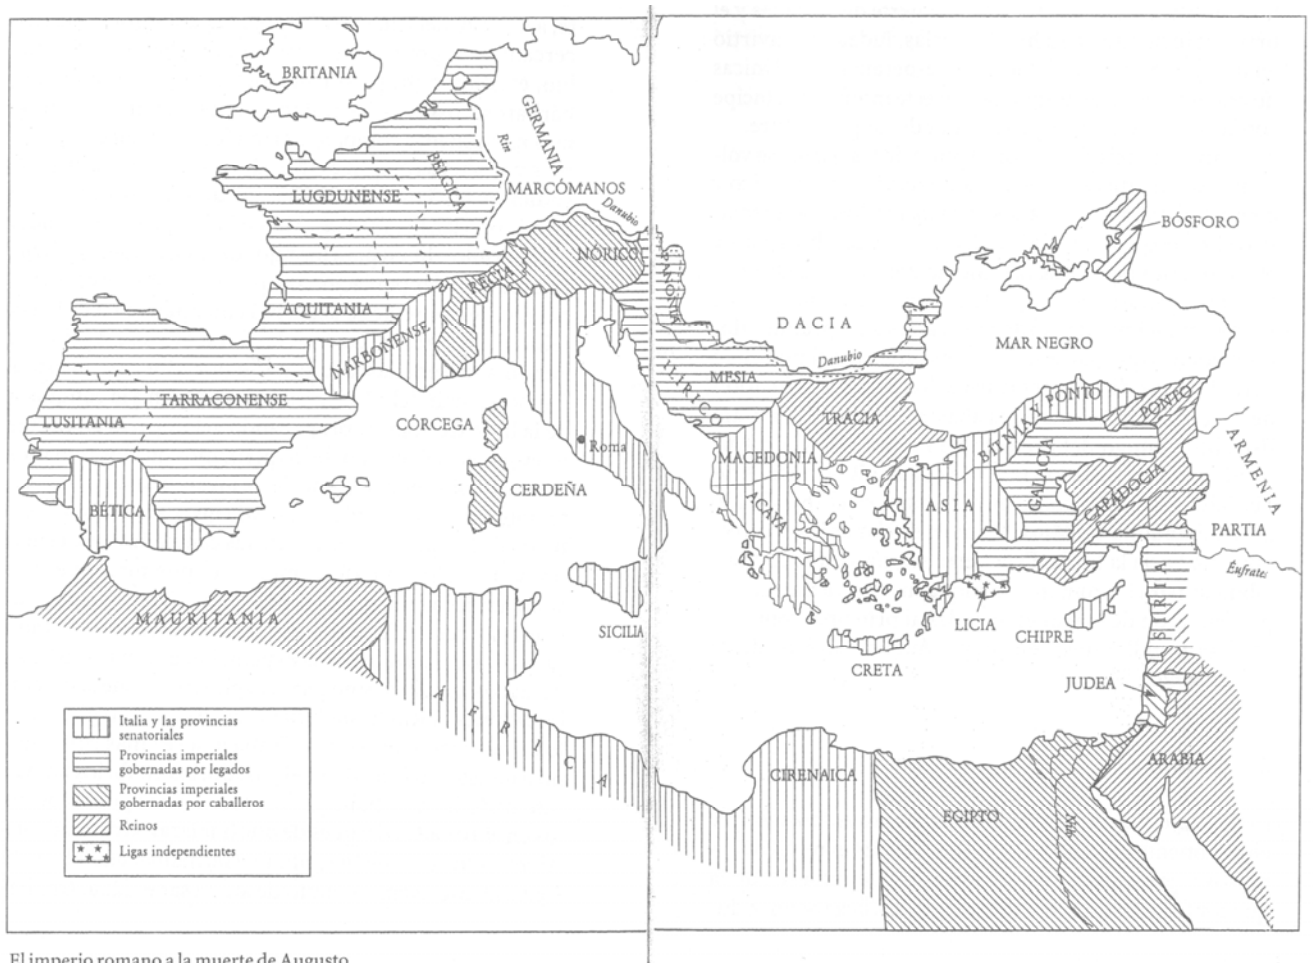 BRITANIA
GERMANIA
Rin
BÉLGICA
LUGDUNENSE
MARCÓMANOS
Danubio
BÓSFORO
NÓRICO
RECIA
AQUITANIA
NARBONENSE
DACIA
Danubio
MAR NEGRO
MESIA
ILÍRICO
TARRACONENSE
LUSITANIA
CÓRCEGA
Roma
TRACIA
BITINIA Y PONTO
PONTO
ARMENIA
MACEDONIA
GALACIA
CAPADOCIA
CERDEÑA
BÉTICA
ACAYA
ASIA
PARTIA
Éufrates
MAURITANIA
SICILIA
LICIA
CHIPRE
SIRIA
CRETA
JUDEA
ÁFRICA
CIRENAICA
ARABIA
EGIPTO
Nilo
Italia y las provincias
senatoriales
Provincias imperiales
gobernadas por legados
Provincias imperiales
gobernadas por caballeros
Reinos
Ligas independientes
El imperio romano a la muerte de Augusto